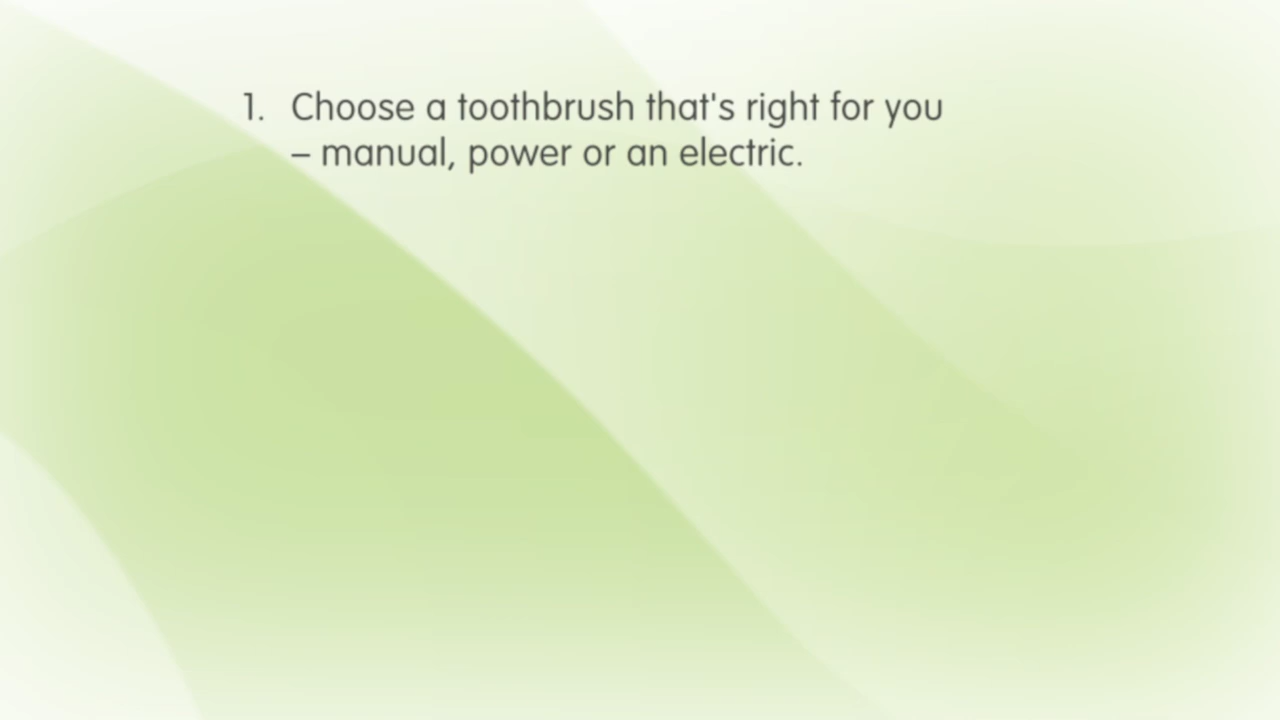 1. Choose a toothbrush that's right for you
– manual, power or an electric.